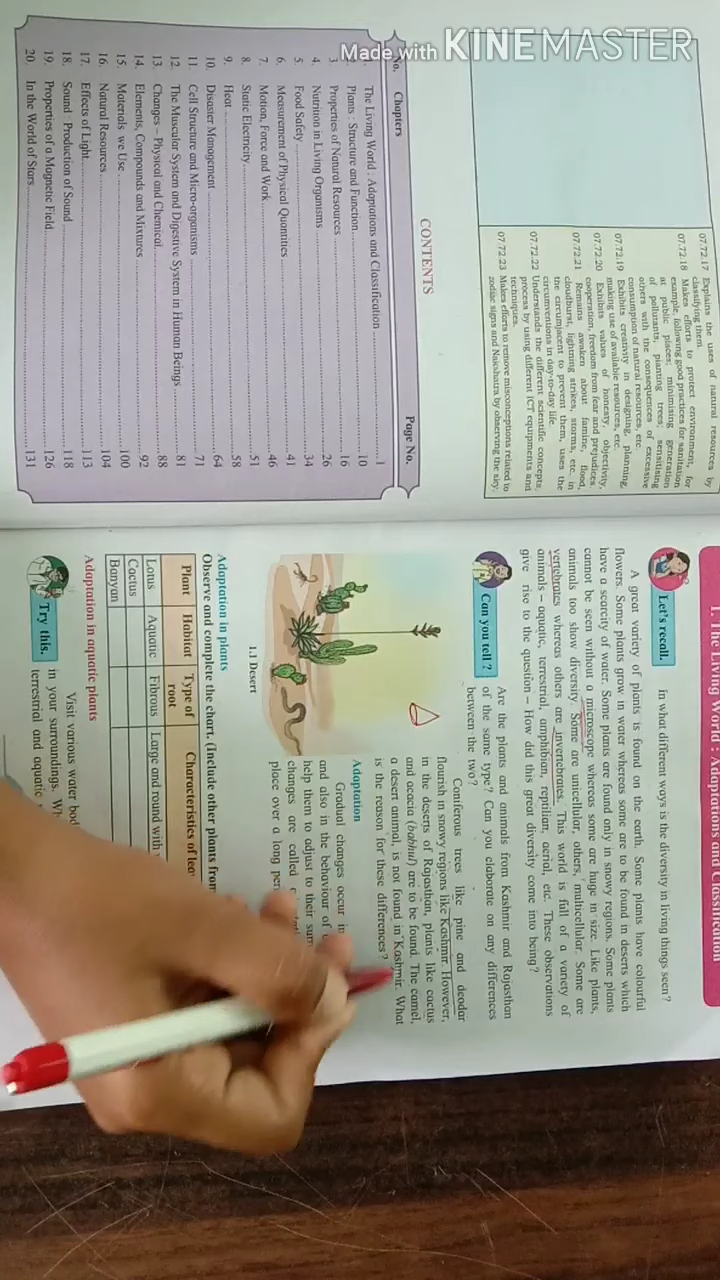 Made with KINEMASTER
07.72.17 Explains the uses of natural resources by
classifying them.
07.72.18 Makes efforts to protect environment, for
example, following good practices for sanitation
at public places; minimising generation
of pollutants, planting trees; sensitising
others with the consequences of excessive
consumption of natural resources, etc.
07.72.19 Exhibits creativity in designing, planning,
making use of available resources, etc.
07.72.20 Exhibits values of honesty, objectivity,
cooperation, freedom from fear and prejudices.
07.72.21 Remains awaken about famine, flood,
cloudburst, lightning strikes, storms, etc. in
the circumjacent to prevent them, uses the
circumventions in day-to-day life.
07.72.22 Understands the different scientific concepts,
process by using different ICT equipments and
techniques.
07.72.23 Makes efforts to remove misconceptions related to
zodiac signs and Nakshatra by observing the sky.
CONTENTS
No. Chapters Page No.
The Living World : Adaptations and Classification 1
Plants : Structure and Function 10
3. Properties of Natural Resources 16
4. Nutrition in Living Organisms 26
5. Food Safety 34
6. Measurement of Physical Quantities 41
7. Motion, Force and Work 46
8. Static Electricity 51
9. Heat 58
10. Disaster Management 64
11. Cell Structure and Micro-organisms 71
12. The Muscular System and Digestive System in Human Beings 81
13. Changes - Physical and Chemical 88
14. Elements, Compounds and Mixtures 92
15. Materials we Use 100
16. Natural Resources 104
17. Effects of Light 113
18. Sound : Production of Sound 118
19. Properties of a Magnetic Field 126
20. In the World of Stars 131
1. The Living World : Adaptations and Classification
Let's recall. In what different ways is the diversity in living things seen?
A great variety of plants is found on the earth. Some plants have colourful
flowers. Some plants grow in water whereas some are to be found in deserts which
have a scarcity of water. Some plants are found only in snowy regions. Some plants
cannot be seen without a microscope whereas some are huge in size. Like plants,
animals too show diversity. Some are unicellular, others, multicellular. Some are
vertebrates whereas others are invertebrates. This world is full of a variety of
animals - aquatic, terrestrial, amphibian, reptilian, aerial, etc. These observations
give rise to the question - How did this great diversity come into being?
Can you tell ? Are the plants and animals from Kashmir and Rajasthan
of the same type? Can you elaborate on any differences
between the two?
Coniferous trees like pine and deodar
flourish in snowy regions like Kashmir. However,
in the deserts of Rajasthan, plants like cactus
and acacia (babhul) are to be found. The camel,
a desert animal, is not found in Kashmir. What
is the reason for these differences?
1.1 Desert
Adaptation
Gradual changes occur in
and also in the behaviour of
help them to adjust to their
changes are called
place over a long
Adaptation in plants
Observe and complete the chart. (Include other plants from
Plant Habitat Type of root Characteristics of
Lotus Aquatic Fibrous Large and round with
Cactus
Banyan
Adaptation in aquatic plants
Try this. Visit various water
in your surroundings.
terrestrial and aquatic